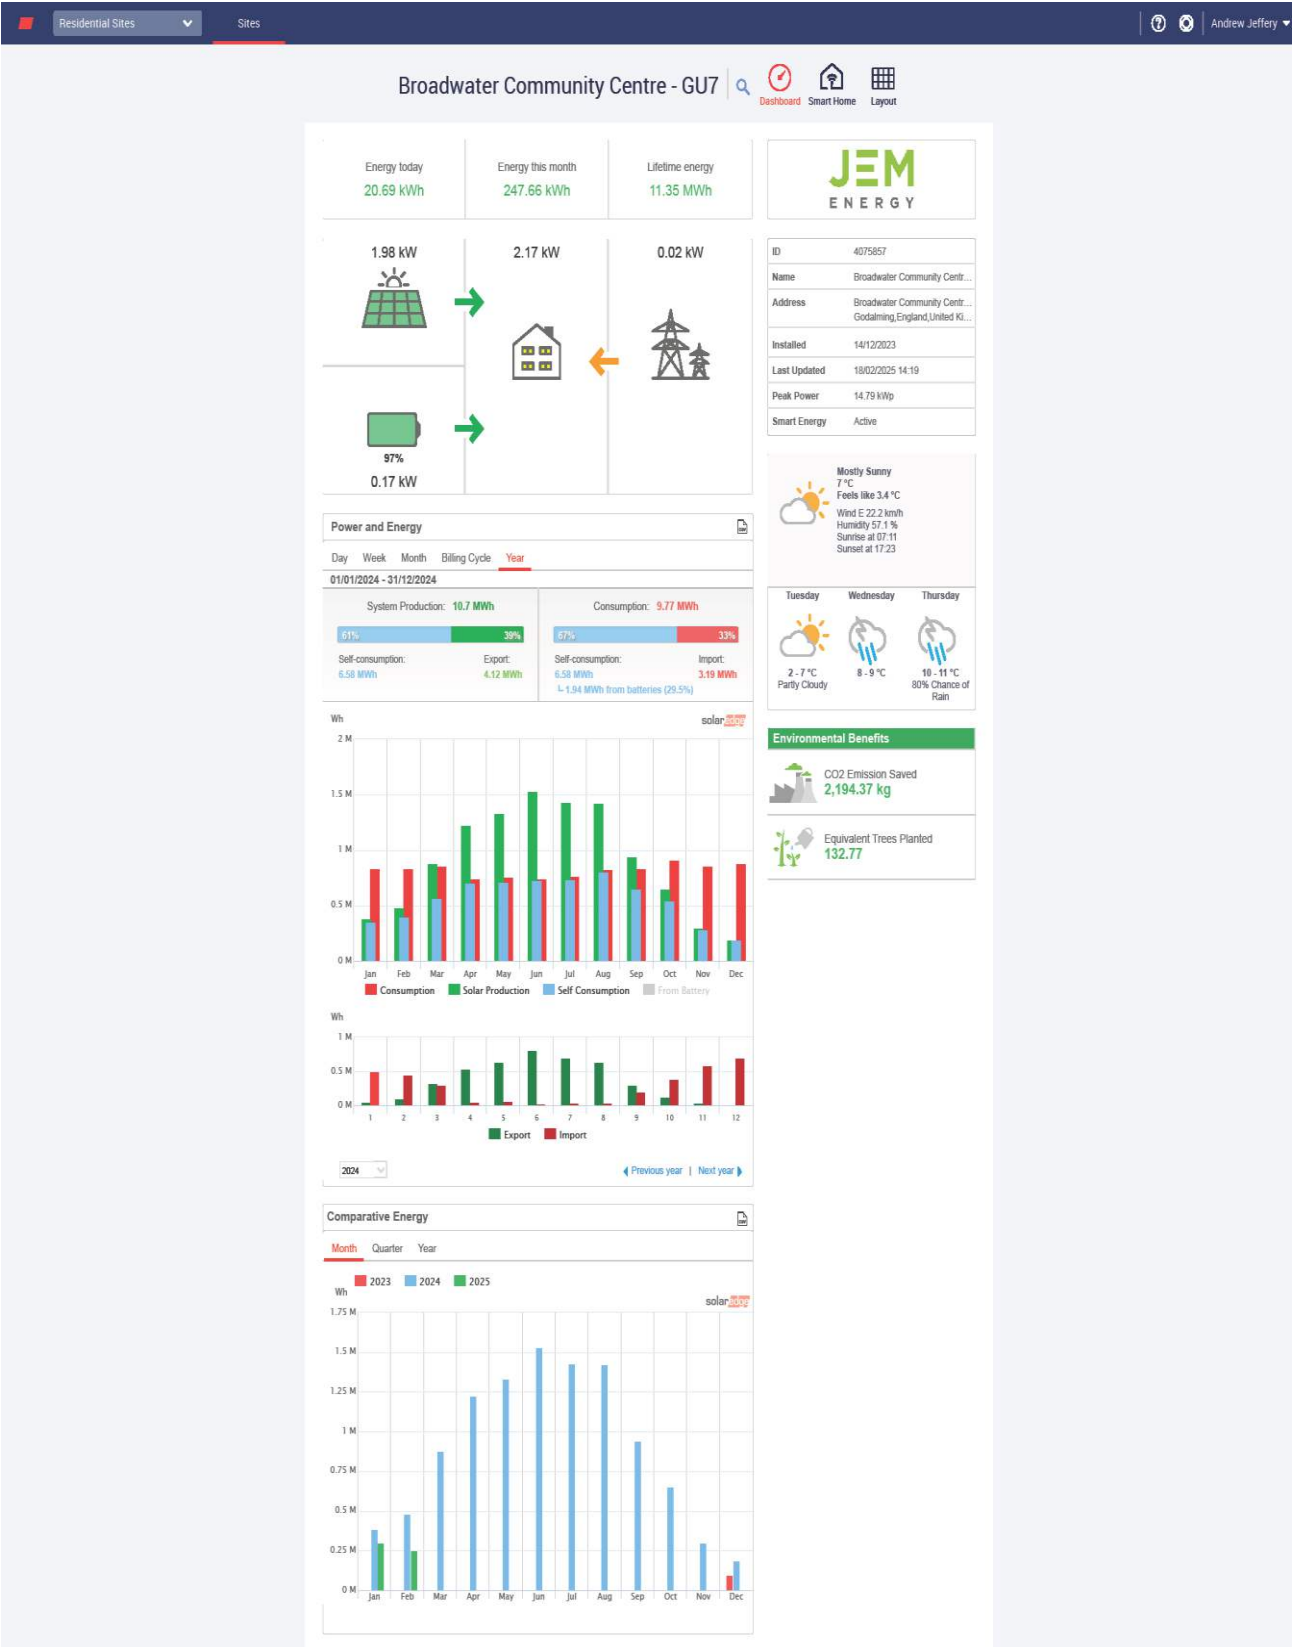 Residential Sites
Sites
Andrew Jeffery
Broadwater Community Centre - GU7
Dashboard
Smart Home
Layout
Energy today
20.69 kWh
Energy this month
247.66 kWh
Lifetime energy
11.35 MWh
JEM
ENERGY
1.98 kW
2.17 kW
0.02 kW
97%
0.17 kW
ID 4075857
Name Broadwater Community Centr...
Address Broadwater Community Centr...
Godalming,England,United Ki...
Installed 14/12/2023
Last Updated 18/02/2025 14:19
Peak Power 14.79 kWp
Smart Energy Active
Mostly Sunny
7 °C
Feels like 3.4 °C
Wind E 22.2 km/h
Humidity 57.1 %
Sunrise at 07:11
Sunset at 17:23
Tuesday Wednesday Thursday
2 - 7 °C
Partly Cloudy
8 - 9 °C
10 - 11 °C
80% Chance of
Rain
Environmental Benefits
CO2 Emission Saved
2,194.37 kg
Equivalent Trees Planted
132.77
Power and Energy
Day Week Month Billing Cycle Year
01/01/2024 - 31/12/2024
System Production: 10.7 MWh
61% 39%
Self-consumption: Export:
6.58 MWh 4.12 MWh
Consumption: 9.77 MWh
67% 33%
Self-consumption: Import:
6.58 MWh 3.19 MWh
1.94 MWh from batteries (29.5%)
Wh
solaredge
2 M
1.5 M
1 M
0.5 M
0 M
Jan Feb Mar Apr May Jun Jul Aug Sep Oct Nov Dec
Consumption Solar Production Self Consumption From Battery
Wh
1 M
0.5 M
0 M
1 2 3 4 5 6 7 8 9 10 11 12
Export Import
2024
Previous year | Next year
Comparative Energy
Month Quarter Year
2023 2024 2025
Wh
solaredge
1.75 M
1.5 M
1.25 M
1 M
0.75 M
0.5 M
0.25 M
0 M
Jan Feb Mar Apr May Jun Jul Aug Sep Oct Nov Dec